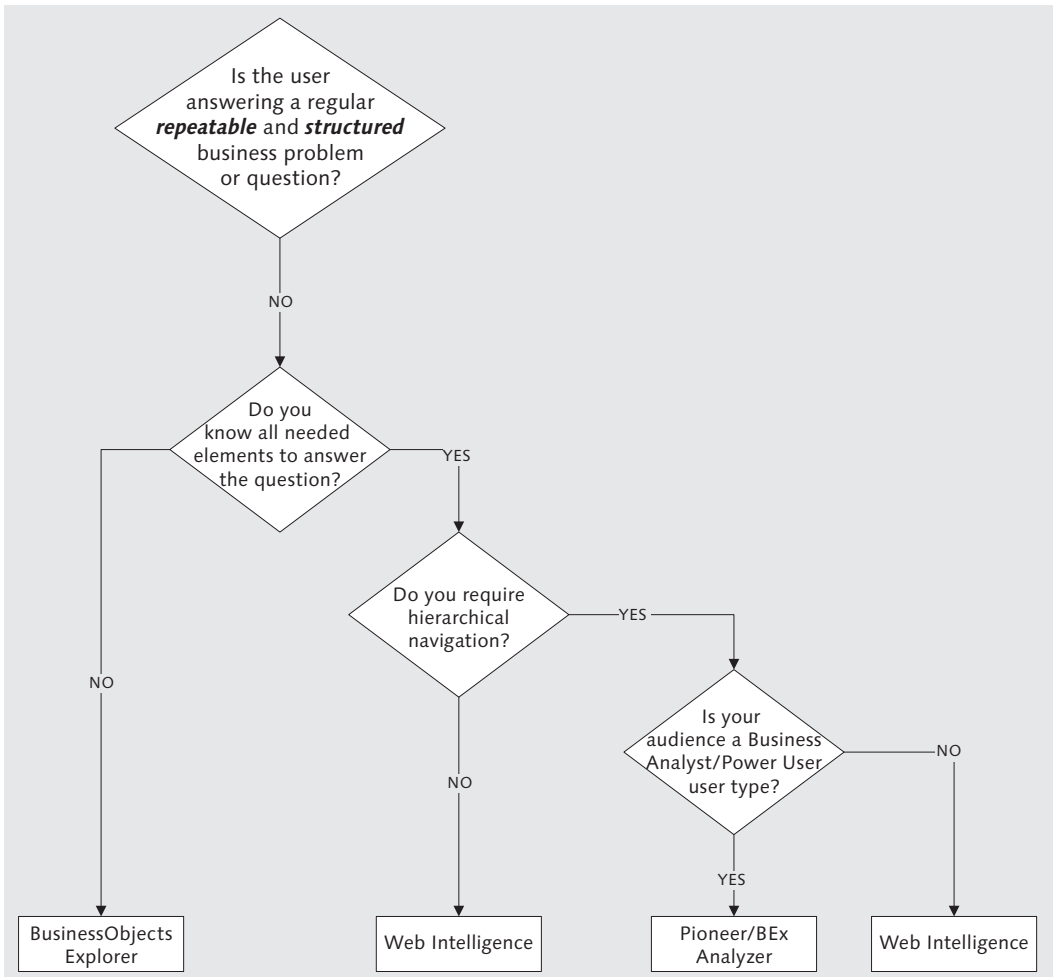 Is the user
answering a regular
repeatable and structured
business problem
or question?
NO
Do you
know all needed
elements to answer
the question?
YES
Do you require
hierarchical
navigation?
YES
NO
Is your
audience a Business
Analyst/Power User
user type?
NO
NO
YES
BusinessObjects
Explorer
Web Intelligence
Pioneer/BEx
Analyzer
Web Intelligence